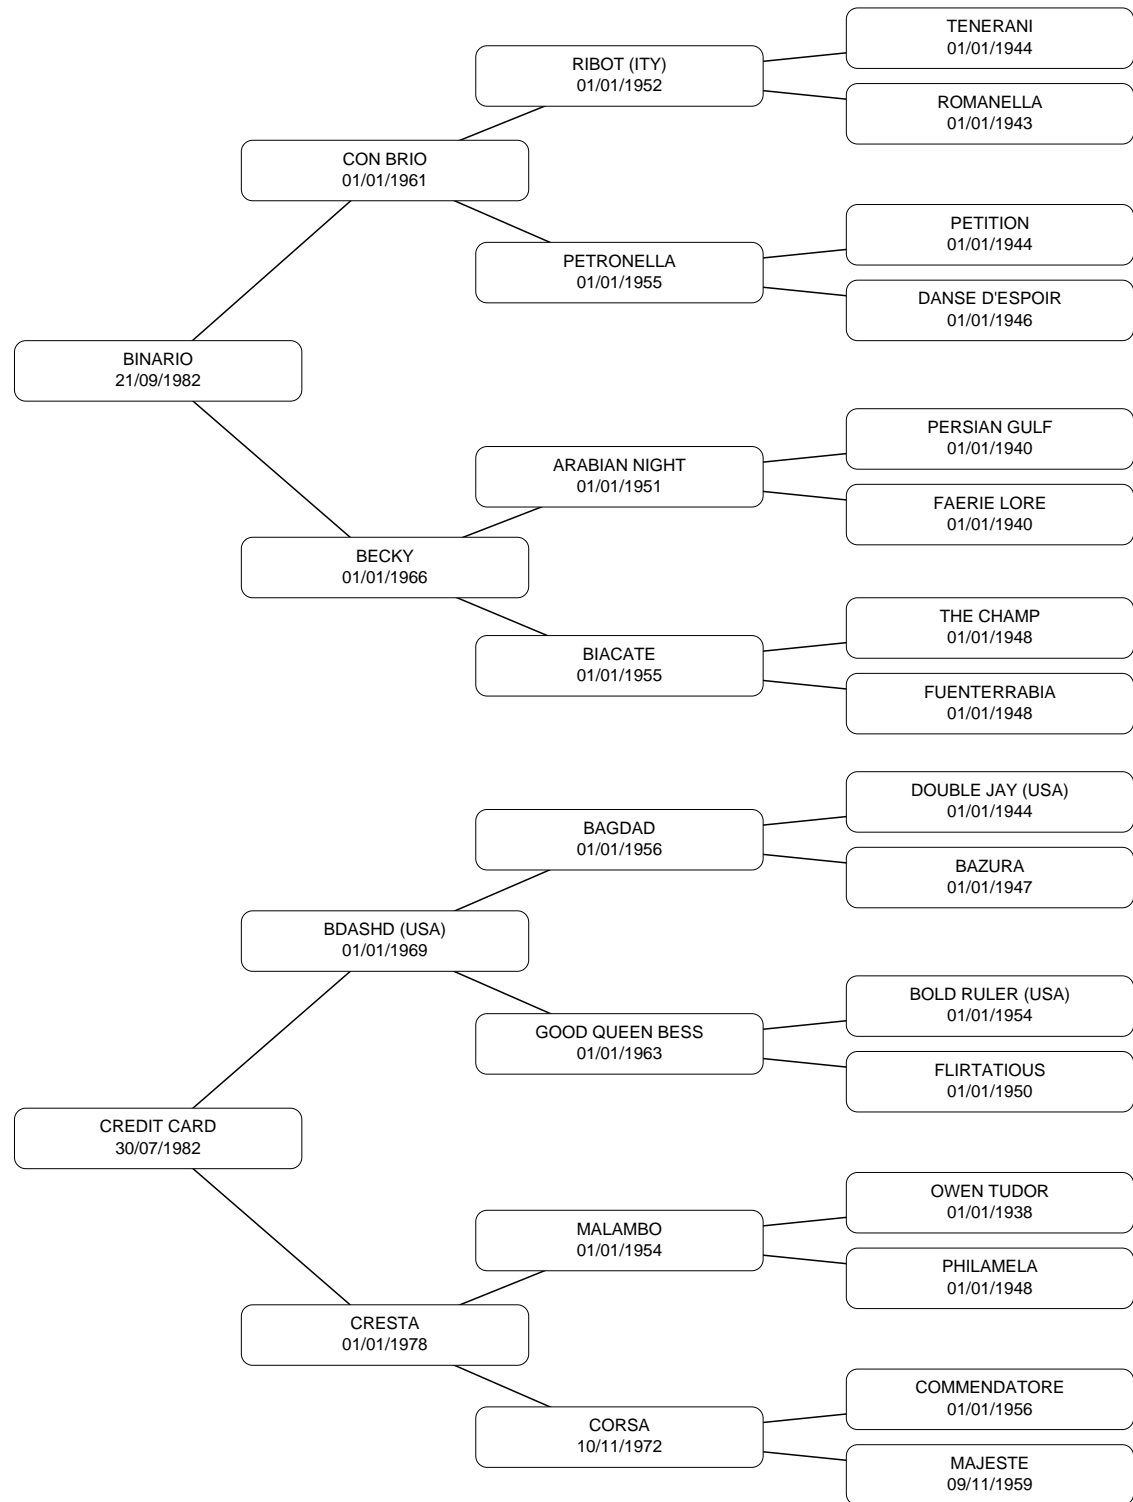 TENERANI
01/01/1944
RIBOT (ITY)
01/01/1952
ROMANELLA
01/01/1943
CON BRIO
01/01/1961
PETITION
01/01/1944
PETRONELLA
01/01/1955
DANSE D'ESPOIR
01/01/1946
BINARIO
21/09/1982
PERSIAN GULF
01/01/1940
ARABIAN NIGHT
01/01/1951
FAERIE LORE
01/01/1940
BECKY
01/01/1966
THE CHAMP
01/01/1948
BIACATE
01/01/1955
FUENTERRABIA
01/01/1948
DOUBLE JAY (USA)
01/01/1944
BAGDAD
01/01/1956
BAZURA
01/01/1947
BDASHD (USA)
01/01/1969
BOLD RULER (USA)
01/01/1954
GOOD QUEEN BESS
01/01/1963
FLIRTATIOUS
01/01/1950
CREDIT CARD
30/07/1982
OWEN TUDOR
01/01/1938
MALAMBO
01/01/1954
PHILAMELA
01/01/1948
CRESTA
01/01/1978
COMMENDATORE
01/01/1956
CORSA
10/11/1972
MAJESTE
09/11/1959